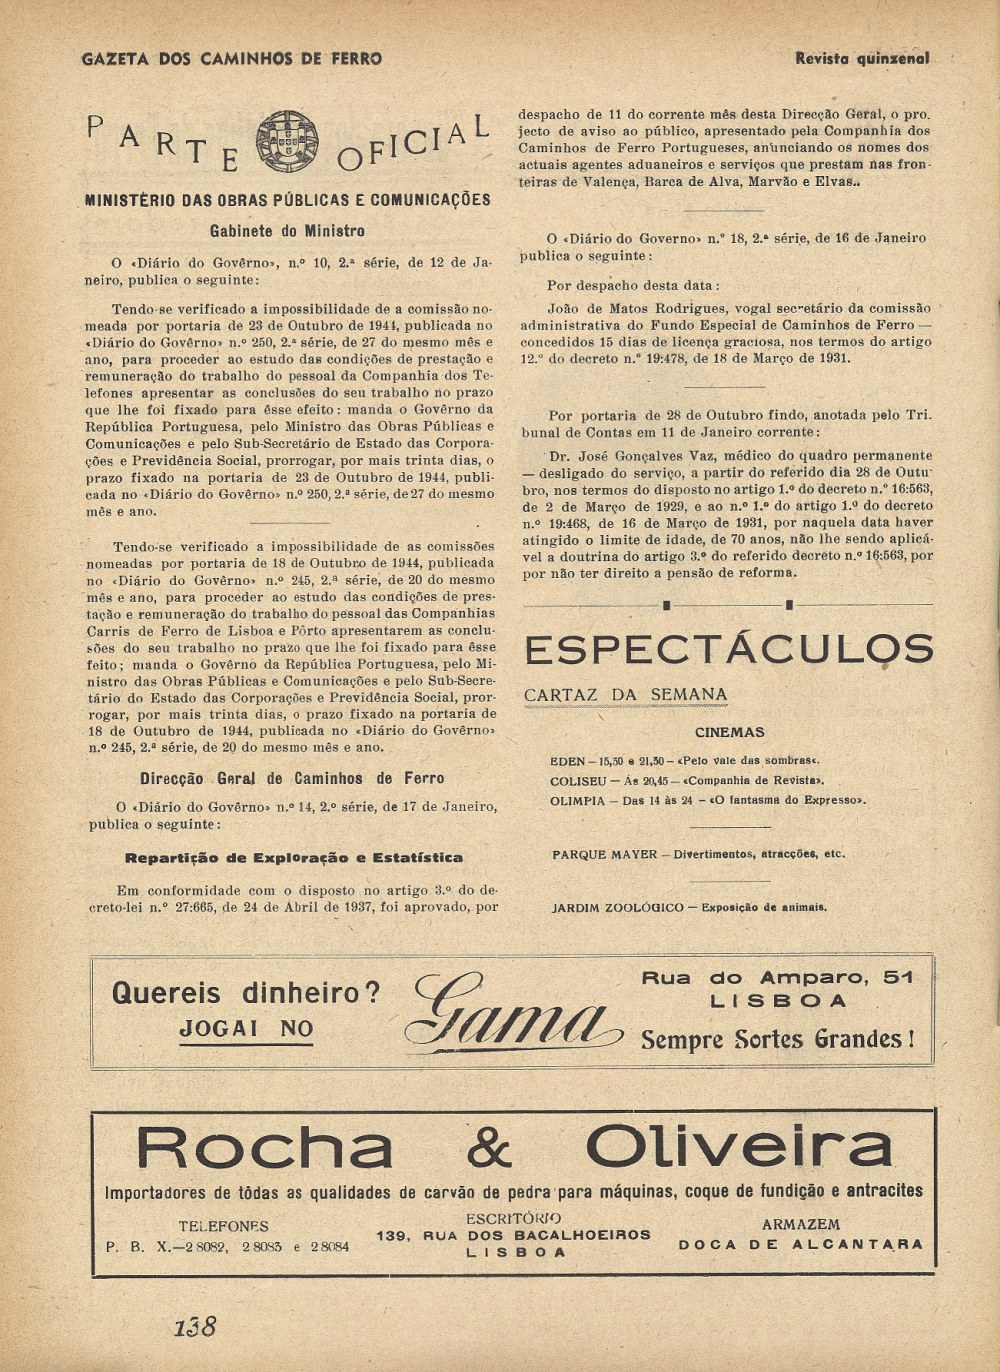 GAZETA DOS CAMINHOS DE FERRO
Revista quinzenal
PARTE OFICIAL
MINISTÉRIO DAS OBRAS PÚBLICAS E COMUNICAÇÕES
Gabinete do Ministro
O «Diário do Govêrno», n.º 10, 2.ª série, de 12 de Ja-
neiro, publica o seguinte:
Tendo-se verificado a impossibilidade de a comissão no-
meada por portaria de 23 de Outubro de 1944, publicada no
«Diário do Govêrno» n.º 250, 2.ª série, de 27 do mesmo mês e
ano, para proceder ao estudo das condições de prestação e
remuneração do trabalho do pessoal da Companhia dos Te-
lefones apresentar as conclusões do seu trabalho no prazo
que lhe foi fixado para êsse efeito: manda o Govêrno da
República Portuguesa, pelo Ministro das Obras Públicas e
Comunicações e pelo Sub-Secretário de Estado das Corpora-
ções e Previdência Social, prorrogar, por mais trinta dias, o
prazo fixado na portaria de 23 de Outubro de 1944, publi-
cada no «Diário do Govêrno» n.º 250, 2.ª série, de 27 do mesmo
mês e ano.
Tendo-se verificado a impossibilidade de as comissões
nomeadas por portaria de 18 de Outubro de 1944, publicada
no «Diário do Govêrno» n.º 245, 2.ª série, de 20 do mesmo
mês e ano, para proceder ao estudo das condições de pres-
tação e remuneração do trabalho do pessoal das Companhias
Carris de Ferro de Lisboa e Pôrto apresentarem as conclu-
sões do seu trabalho no prazo que lhe foi fixado para êsse
feito; manda o Govêrno da República Portuguesa, pelo Mi-
nistro das Obras Públicas e Comunicações e pelo Sub-Secre-
tário do Estado das Corporações e Previdência Social, pror-
rogar, por mais trinta dias, o prazo fixado na portaria de
18 de Outubro de 1944, publicada no «Diário do Govêrno»
n.º 245, 2.ª série, de 20 do mesmo mês e ano.
Direcção Geral de Caminhos de Ferro
O «Diário do Govêrno» n.º 14, 2.º série, de 17 de Janeiro,
publica o seguinte:
Repartição de Exploração e Estatística
Em conformidade com o disposto no artigo 3.º do de-
creto-lei n.º 27:665, de 24 de Abril de 1937, foi aprovado, por
despacho de 11 do corrente mês desta Direcção Geral, o pro.
jecto de aviso ao público, apresentado pela Companhia dos
Caminhos de Ferro Portugueses, anunciando os nomes dos
actuais agentes aduaneiros e serviços que prestam nas fron-
teiras de Valença, Barca de Alva, Marvão e Elvas..
O «Diário do Governo» n.º 18, 2.ª série, de 16 de Janeiro
publica o seguinte:
Por despacho desta data:
João de Matos Rodrigues, vogal secretário da comissão
administrativa do Fundo Especial de Caminhos de Ferro —
concedidos 15 dias de licença graciosa, nos termos do artigo
12.º do decreto n.º 19:478, de 18 de Março de 1931.
Por portaria de 28 de Outubro findo, anotada pelo Tri.
bunal de Contas em 11 de Janeiro corrente:
Dr. José Gonçalves Vaz, médico do quadro permanente
— desligado do serviço, a partir do referido dia 28 de Outu-
bro, nos termos do disposto no artigo 1.º do decreto n.º 16:563,
de 2 de Março de 1929, e ao n.º 1.º do artigo 1.º do decreto
n.º 19:468, de 16 de Março de 1931, por naquela data haver
atingido o limite de idade, de 70 anos, não lhe sendo aplicá-
vel a doutrina do artigo 3.º do referido decreto n.º 16:563, por
por não ter direito a pensão de reforma.
ESPECTÁCULOS
CARTAZ DA SEMANA
CINEMAS
EDEN — 15,30 e 21,30 — «Pelo vale das sombras«.
COLISEU — Ás 20,45 — «Companhia de Revista».
OLIMPIA — Das 14 às 24 – «O fantasma do Expresso».
PARQUE MAYER — Divertimentos, atracções, etc.
JARDIM ZOOLÓGICO — Exposição de animais.
Quereis dinheiro?
JOGAI NO
Gama
Rua do Amparo, 51
LISBOA
Sempre Sortes Grandes!
Rocha & Oliveira
Importadores de tôdas as qualidades de carvão de pedra para máquinas, coque de fundição e antracites
TELEFONES
P. B. X.—2 8082, 2 8083 e 2 8084
ESCRITÓRIO
139, RUA DOS BACALHOEIROS
LISBOA
ARMAZEM
DOCA DE ALCANTARA
138